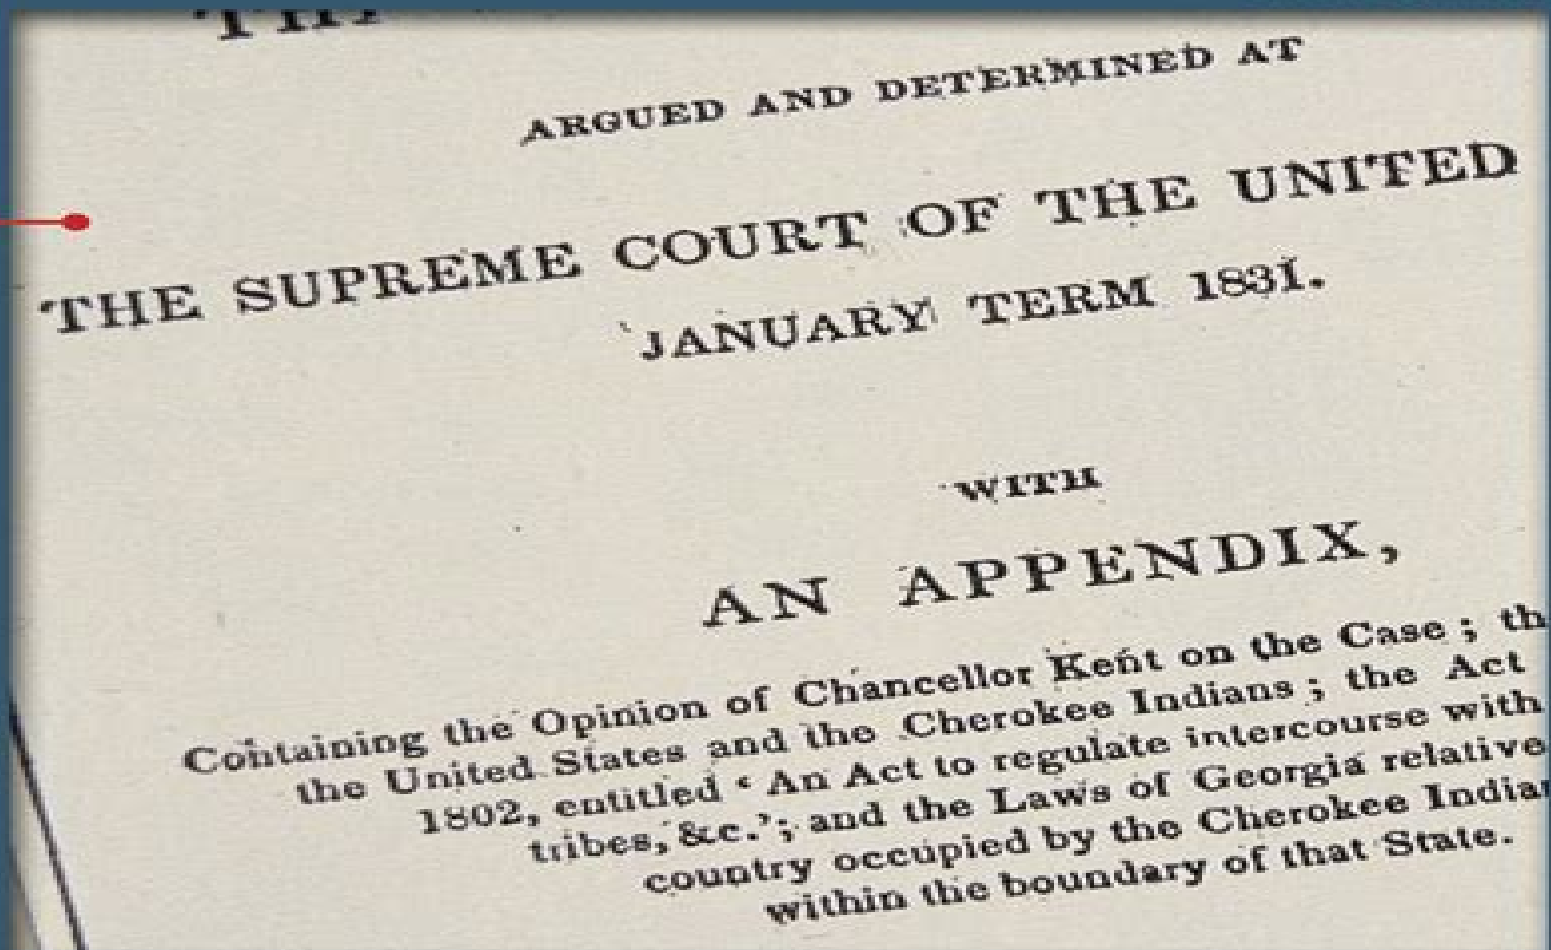 ARGUED AND DETERMINED AT
THE SUPREME COURT OF THE UNITED
JANUARY TERM 1831.
WITH
AN APPENDIX,
Containing the Opinion of Chancellor Kent on the Case; th
the United States and the Cherokee Indians; the Act
1802, entitled ‘An Act to regulate intercourse with
tribes, &c.’; and the Laws of Georgia relative
country occupied by the Cherokee Indian
within the boundary of that State.